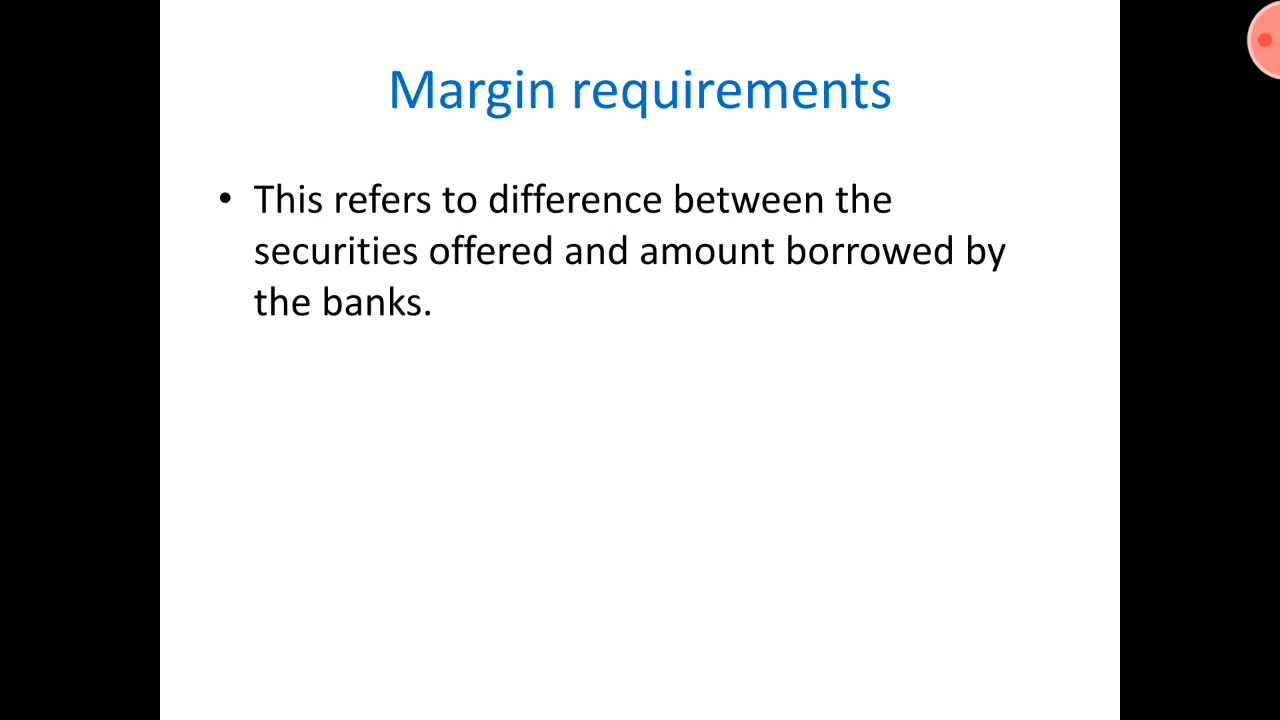 Margin requirements
• This refers to difference between the
securities offered and amount borrowed by
the banks.